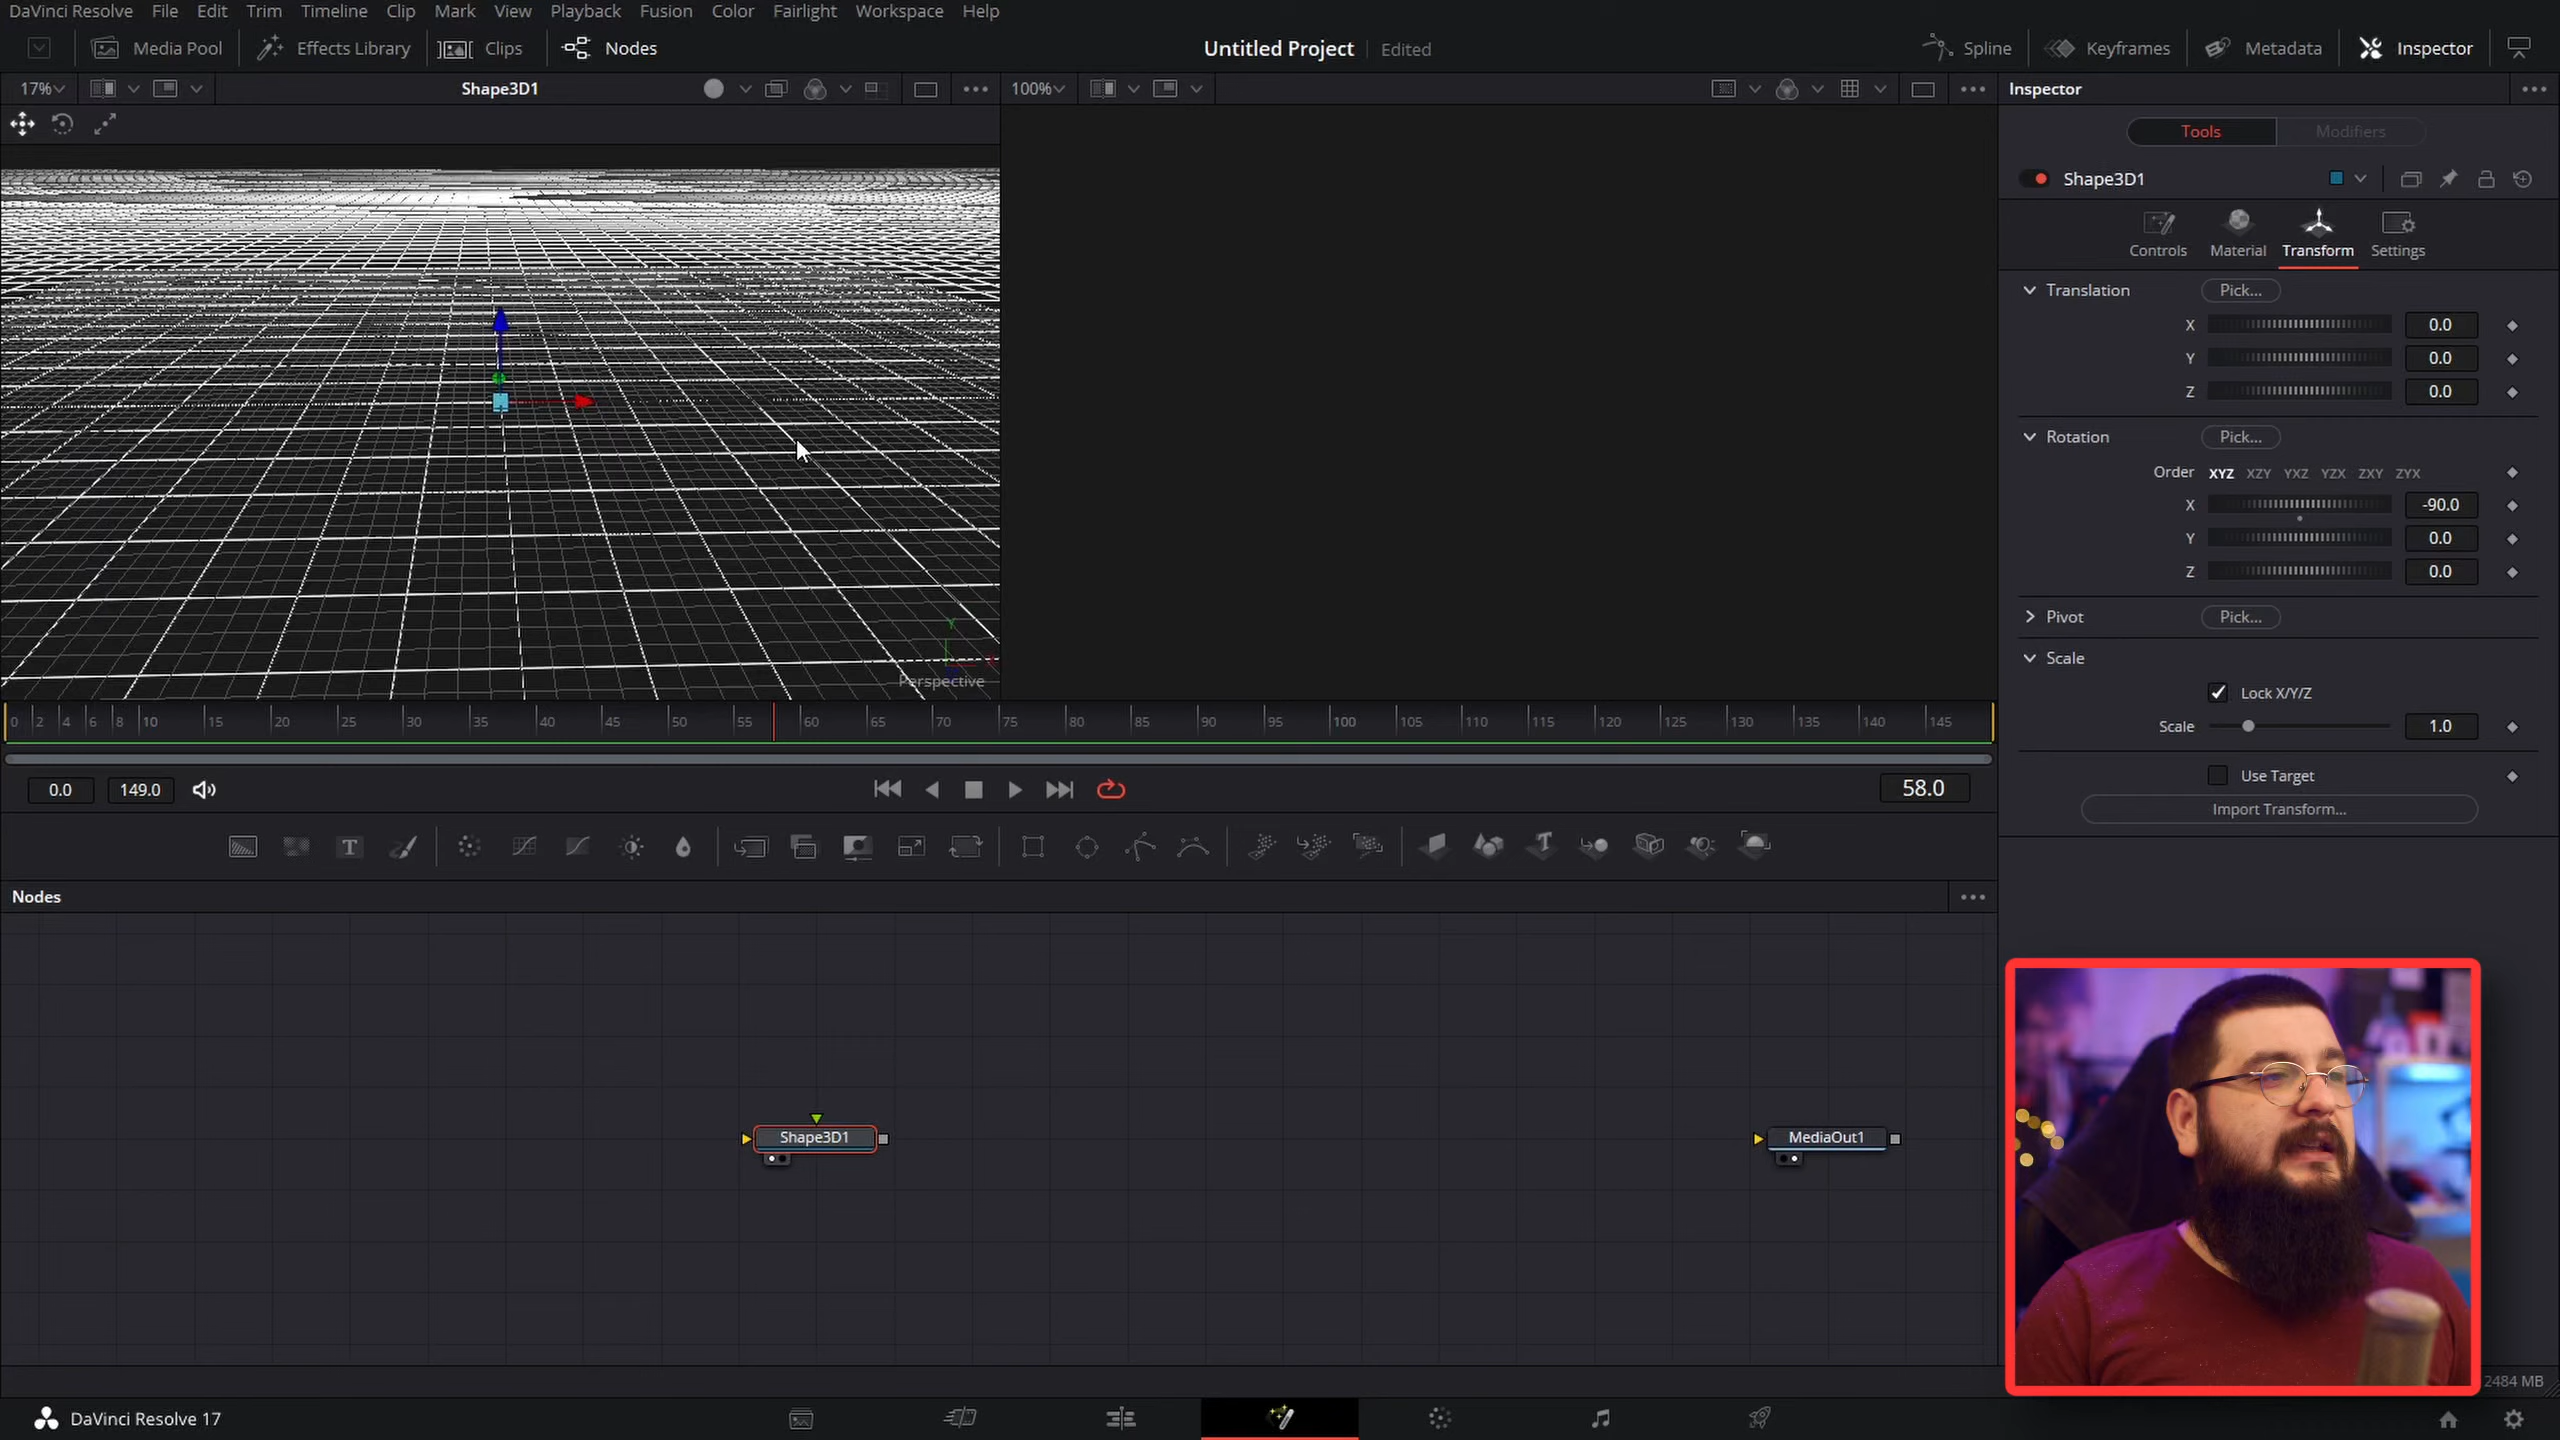 DaVinci Resolve File Edit Trim Timeline Clip Mark View Playback Fusion Color Fairlight Workspace Help
Media Pool Effects Library Clips Nodes Untitled Project Edited Spline Keyframes Metadata Inspector
17% Shape3D1 100% Inspector
Tools Modifiers
Shape3D1
Controls Material Transform Settings
Translation Pick...
X 0.0
Y 0.0
Z 0.0
Rotation Pick...
Order XYZ XZY YXZ YZX ZXY ZYX
X -90.0
Y 0.0
Z 0.0
Pivot Pick...
Scale
Lock X/Y/Z
Scale 1.0
Use Target
Import Transform...
Y
X
Perspective
0 2 4 6 8 10 15 20 25 30 35 40 45 50 55 60 65 70 75 80 85 90 95 100 105 110 115 120 125 130 135 140 145
0.0 149.0 58.0
Nodes
Shape3D1 MediaOut1
2484 MB
DaVinci Resolve 17